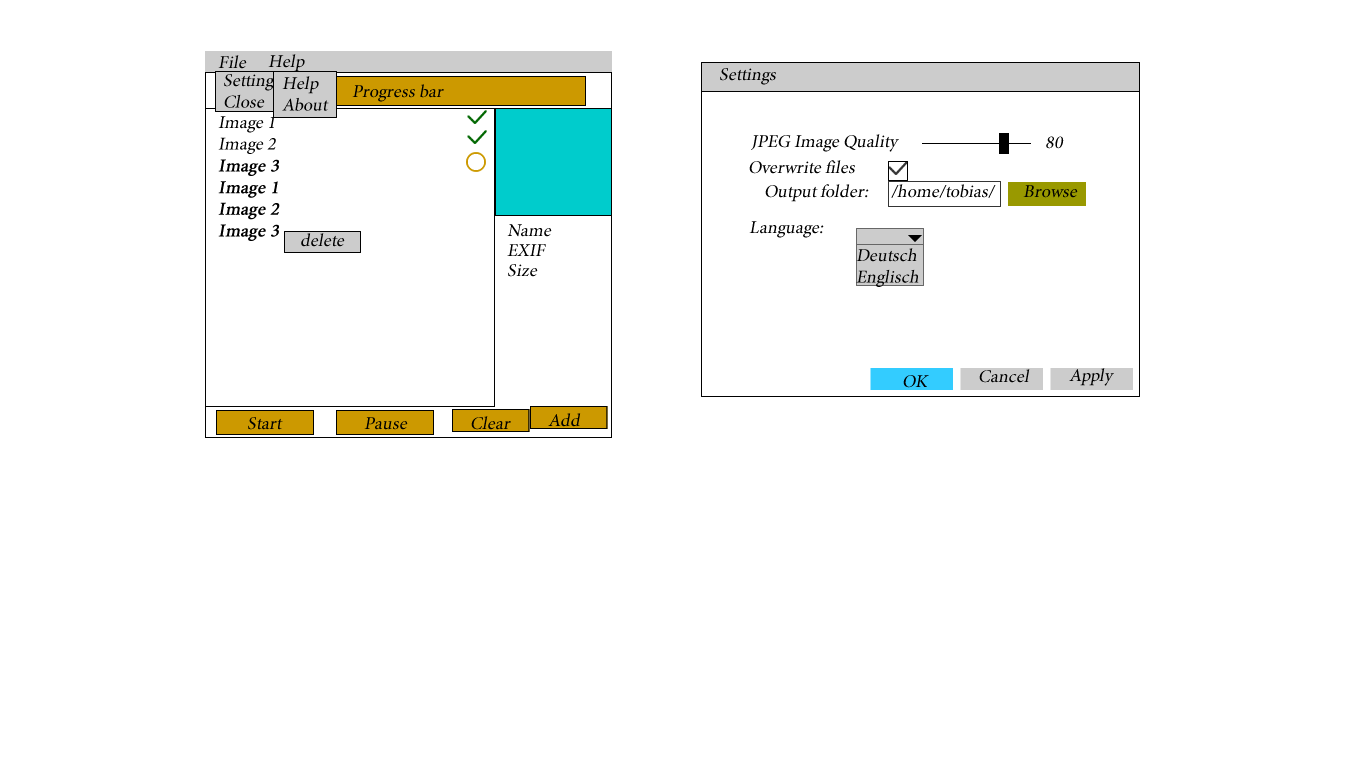 File Help
Setting
Close
Help
About
Progress bar
Image 1
Image 2
Image 3
Image 1
Image 2
Image 3
delete
Name
EXIF
Size
Start
Pause
Clear
Add
Settings
JPEG Image Quality 80
Overwrite files
Output folder: /home/tobias/ Browse
Language:
Deutsch
Englisch
OK Cancel Apply